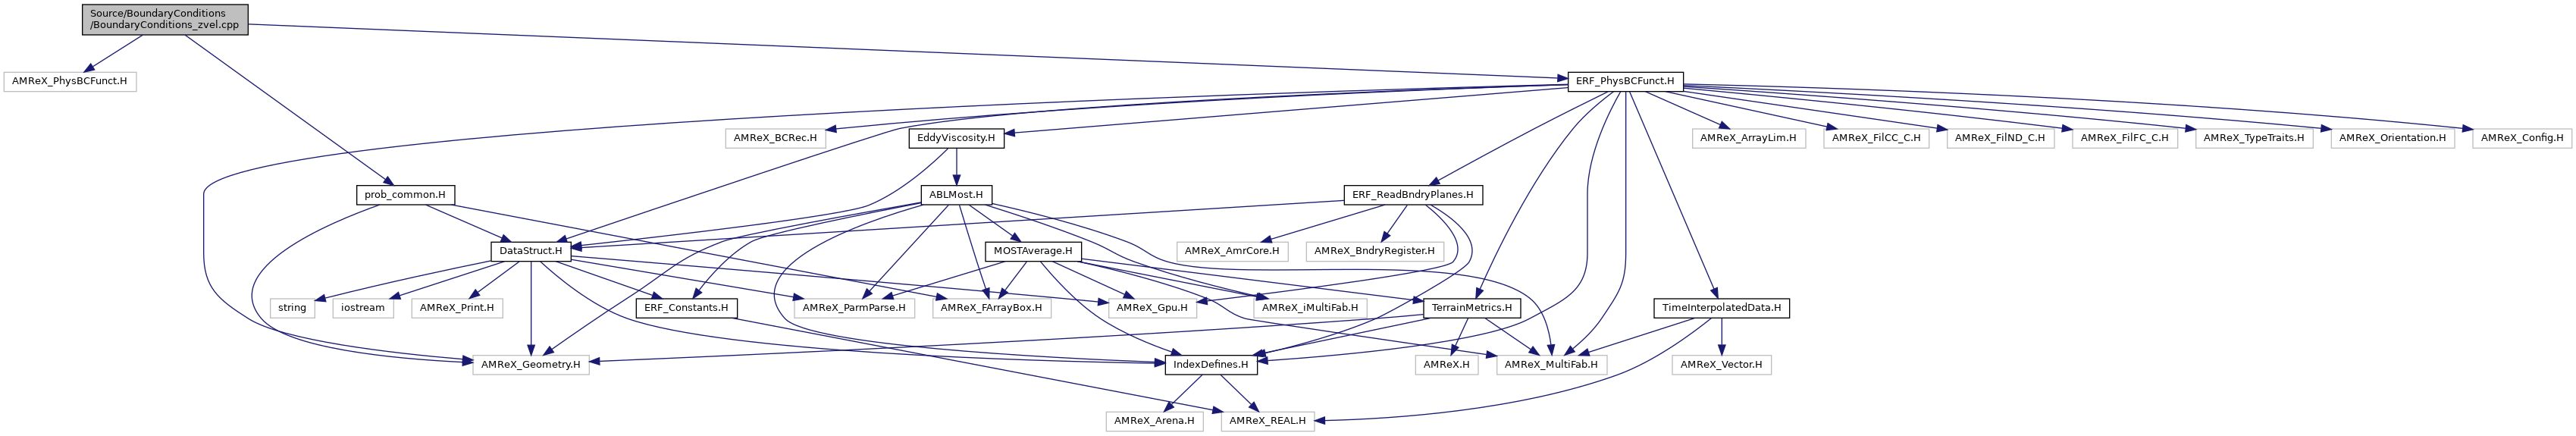 Source/BoundaryConditions
/BoundaryConditions_zvel.cpp
AMReX_PhysBCFunct.H
ERF_PhysBCFunct.H
AMReX_BCRec.H
EddyViscosity.H
AMReX_ArrayLim.H
AMReX_FilCC_C.H
AMReX_FilND_C.H
AMReX_FilFC_C.H
AMReX_TypeTraits.H
AMReX_Orientation.H
AMReX_Config.H
prob_common.H
ABLMost.H
ERF_ReadBndryPlanes.H
DataStruct.H
MOSTAverage.H
AMReX_AmrCore.H
AMReX_BndryRegister.H
string
iostream
AMReX_Print.H
ERF_Constants.H
AMReX_ParmParse.H
AMReX_FArrayBox.H
AMReX_Gpu.H
AMReX_iMultiFab.H
TerrainMetrics.H
TimeInterpolatedData.H
AMReX_Geometry.H
IndexDefines.H
AMReX.H
AMReX_MultiFab.H
AMReX_Vector.H
AMReX_Arena.H
AMReX_REAL.H